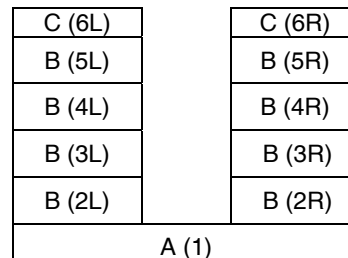 C (6L) C (6R)
B (5L) B (5R)
B (4L) B (4R)
B (3L) B (3R)
B (2L) B (2R)
A (1)